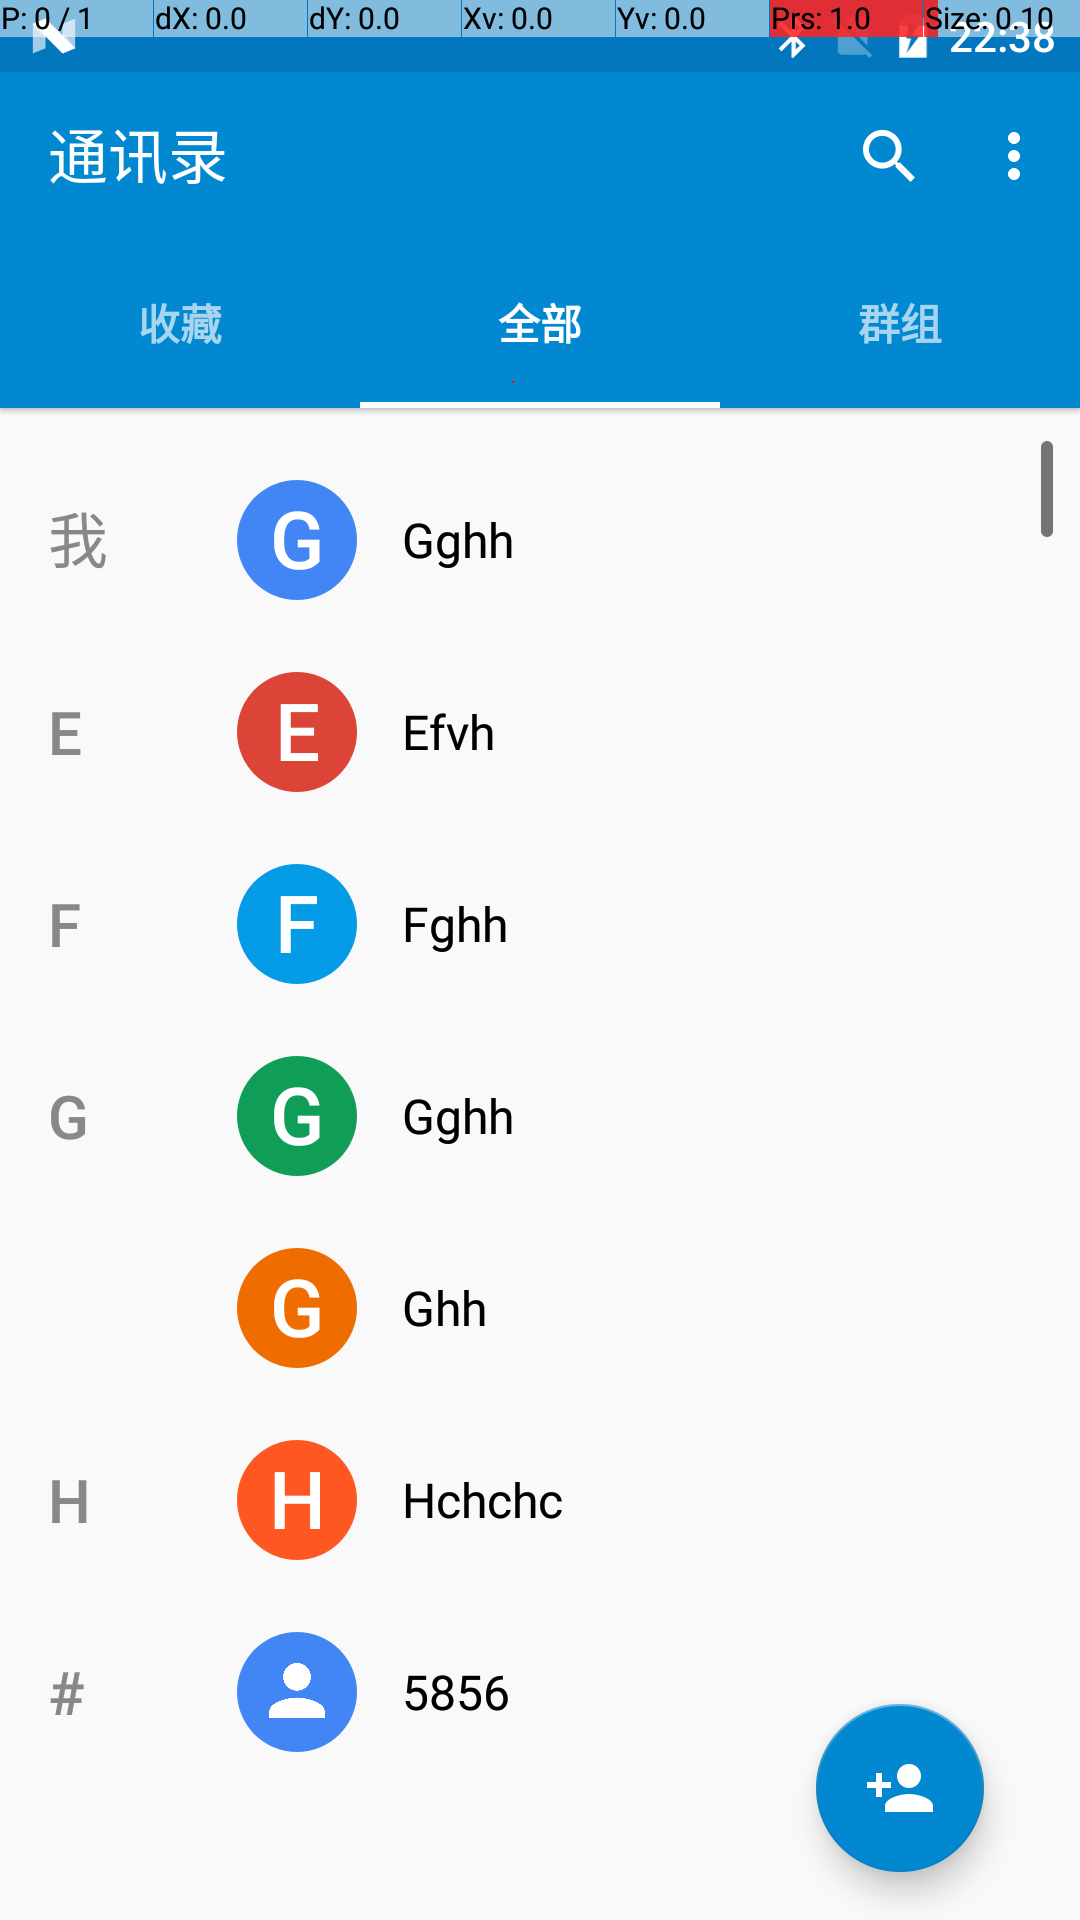 P: 0 / 1 dX: 0.0 dY: 0.0 Xv: 0.0 Yv: 0.0 Prs: 1.0 Size: 0.10
22:38
通讯录
收藏 全部 群组
我 G Gghh
E E Efvh
F F Fghh
G G Gghh
G Ghh
H H Hchchc
# 5856